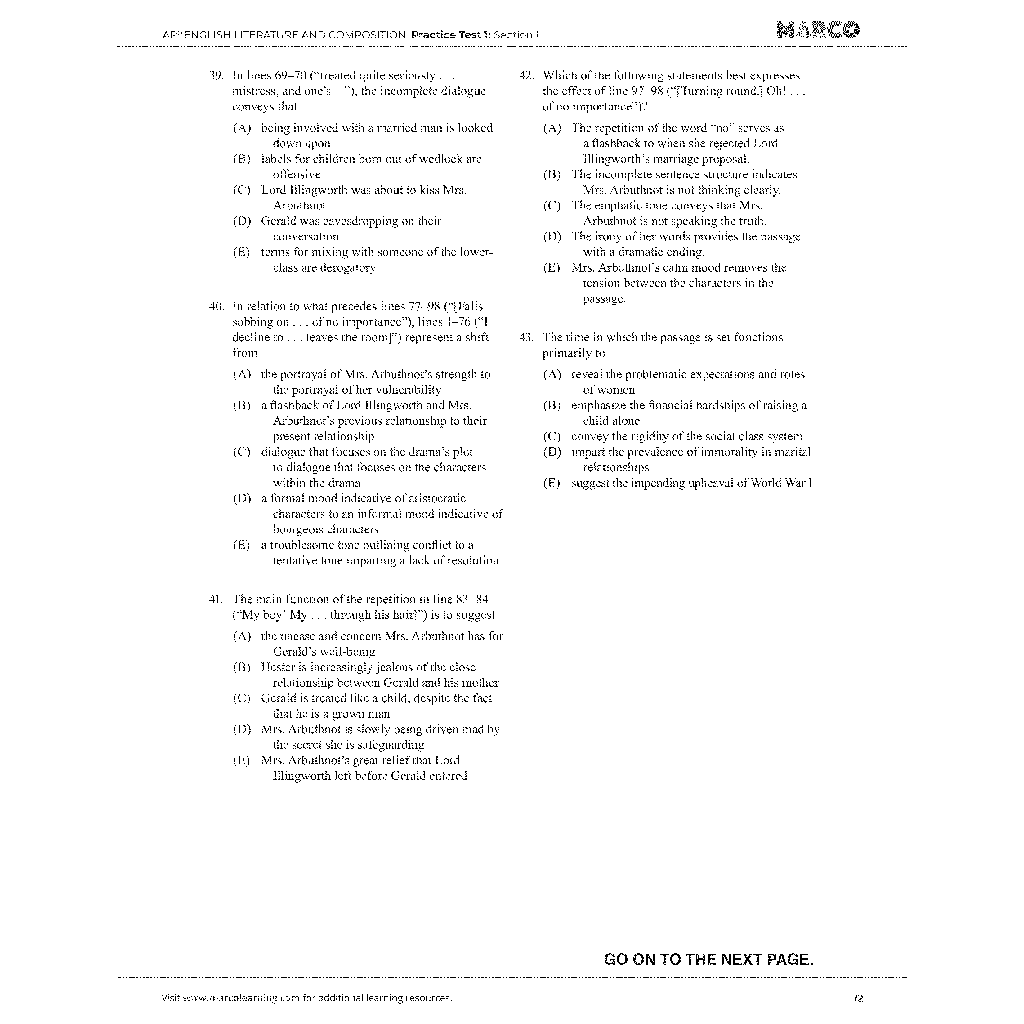 AP® ENGLISH LITERATURE AND COMPOSITION Practice Test 1: Section I
MARCO
39. In lines 69–70 (“treated quite seriously . . .
mistress, and one’s—”), the incomplete dialogue
conveys that
(A) being involved with a married man is looked
down upon
(B) labels for children born out of wedlock are
offensive
(C) Lord Illingworth was about to kiss Mrs.
Arbuthnot
(D) Gerald was eavesdropping on their
conversation
(E) terms for mixing with someone of the lower-
class are derogatory
40. In relation to what precedes lines 77–98 (“[Falls
sobbing on . . . of no importance”), lines 1–76 (“I
decline to . . . leaves the room]”) represent a shift
from
(A) the portrayal of Mrs. Arbuthnot’s strength to
the portrayal of her vulnerability
(B) a flashback of Lord Illingworth and Mrs.
Arbuthnot’s previous relationship to their
present relationship
(C) dialogue that focuses on the drama’s plot
to dialogue that focuses on the characters
within the drama
(D) a formal mood indicative of aristocratic
characters to an informal mood indicative of
bourgeois characters
(E) a troublesome tone outlining conflict to a
tentative tone imparting a lack of resolution
41. The main function of the repetition in line 83–84
(“My boy! My . . . through his hair]”) is to suggest
(A) the unease and concern Mrs. Arbuthnot has for
Gerald’s well-being
(B) Hester is increasingly jealous of the close
relationship between Gerald and his mother
(C) Gerald is treated like a child, despite the fact
that he is a grown man
(D) Mrs. Arbuthnot is slowly being driven mad by
the secret she is safeguarding
(E) Mrs. Arbuthnot’s great relief that Lord
Illingworth left before Gerald entered
42. Which of the following statements best expresses
the effect of line 97–98 (“[Turning round.] Oh! . . .
of no importance”)?
(A) The repetition of the word “no” serves as
a flashback to when she rejected Lord
Illingworth’s marriage proposal.
(B) The incomplete sentence structure indicates
Mrs. Arbuthnot is not thinking clearly.
(C) The emphatic tone conveys that Mrs.
Arbuthnot is not speaking the truth.
(D) The irony of her words provides the passage
with a dramatic ending.
(E) Mrs. Arbuthnot’s calm mood removes the
tension between the characters in the
passage.
43. The time in which the passage is set functions
primarily to
(A) reveal the problematic expectations and roles
of women
(B) emphasize the financial hardships of raising a
child alone
(C) convey the rigidity of the social class system
(D) impart the prevalence of immorality in marital
relationships
(E) suggest the impending upheaval of World War I
GO ON TO THE NEXT PAGE.
Visit www.marcolearning.com for additional learning resources.
12